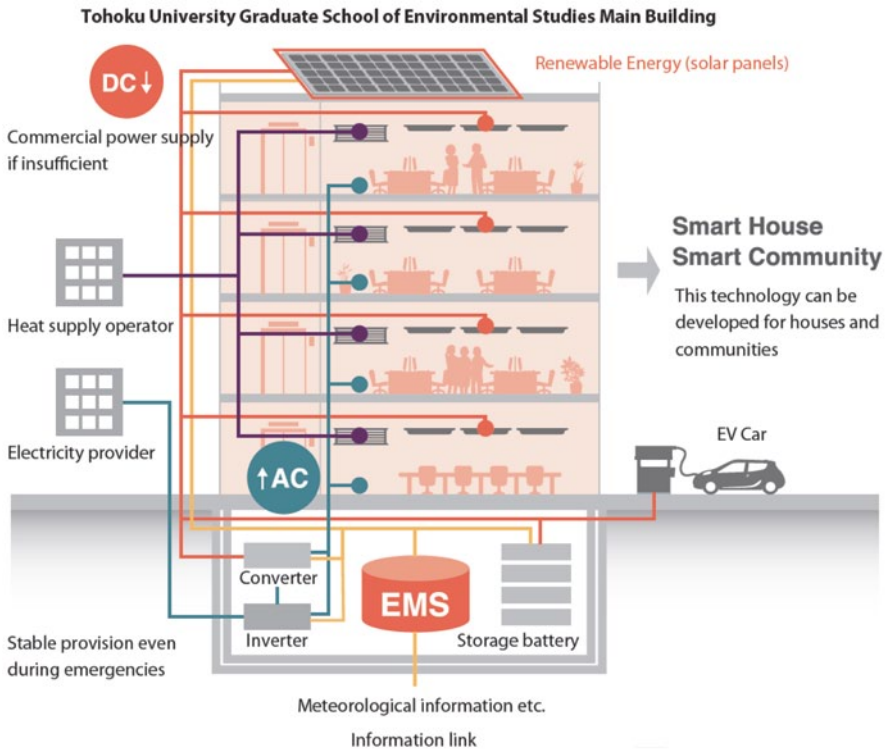 Tohoku University Graduate School of Environmental Studies Main Building
DC↓
Renewable Energy (solar panels)
Commercial power supply
if insufficient
Smart House
Smart Community
This technology can be
developed for houses and
communities
Heat supply operator
Electricity provider
↑AC
EV Car
Converter
EMS
Inverter
Storage battery
Stable provision even
during emergencies
Meteorological information etc.
Information link